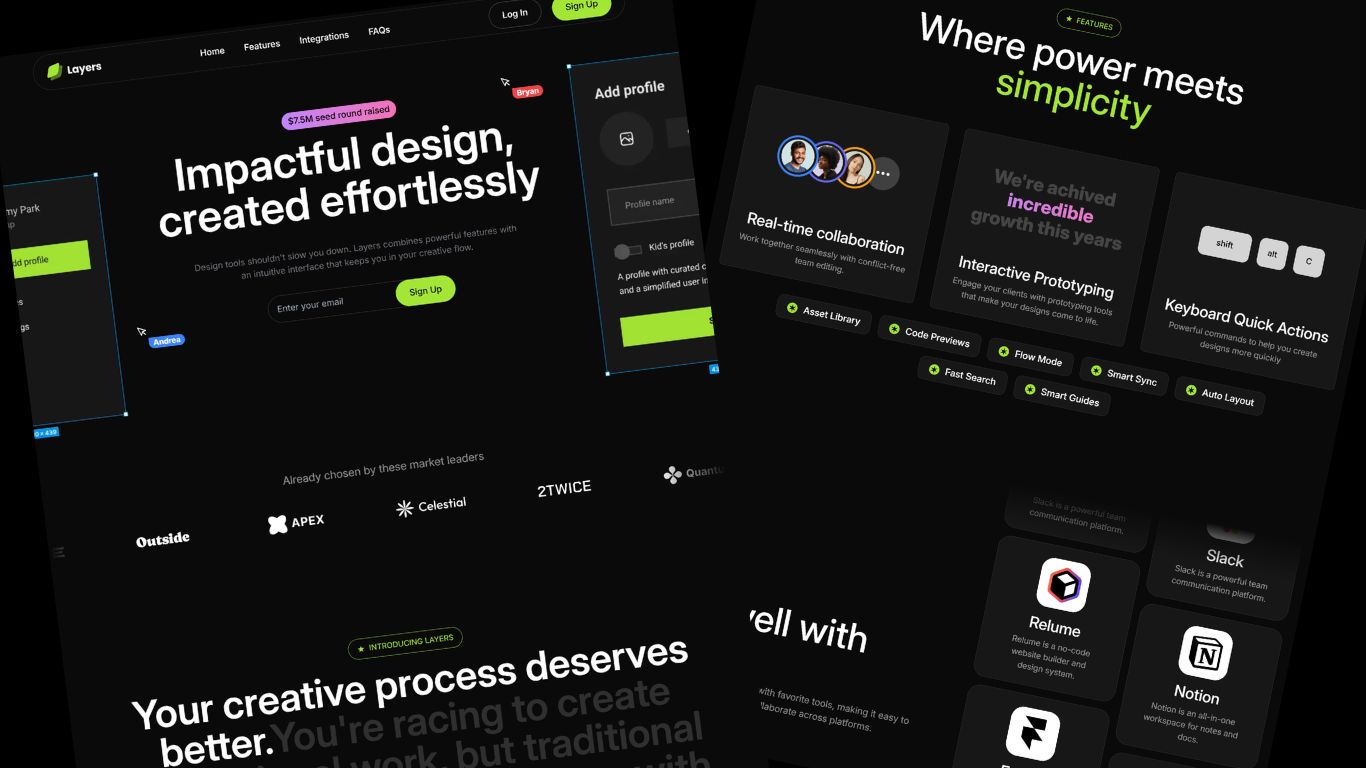 Layers
Home
Features
Integrations
FAQs
Log In
Sign Up
Bryan
$7.5M seed round raised
Impactful design,
created effortlessly
Design tools shouldn't slow you down. Layers combines powerful features with
an intuitive interface that keeps you in your creative flow.
Enter your email
Sign Up
Andrea
my Park
dd profile
0 × 439
Add profile
Profile name
Kid's profile
A profile with curated c
and a simplified user in
Already chosen by these market leaders
Outside
APEX
Celestial
2TWICE
Quantu
★ INTRODUCING LAYERS
Your creative process deserves
better. You're racing to create
al work, but traditional
with
★ FEATURES
Where power meets
simplicity
Real-time collaboration
Work together seamlessly with conflict-free
team editing.
We're achived
incredible
growth this years
Interactive Prototyping
Engage your clients with prototyping tools
that make your designs come to life.
shift
alt
C
Keyboard Quick Actions
Powerful commands to help you create
designs more quickly
Asset Library
Code Previews
Flow Mode
Smart Sync
Auto Layout
Fast Search
Smart Guides
ell with
with favorite tools, making it easy to
llaborate across platforms.
Slack is a powerful team
communication platform.
Relume
Relume is a no-code
website builder and
design system.
Slack
Slack is a powerful team
communication platform.
Notion
Notion is an all-in-one
workspace for notes and
docs.